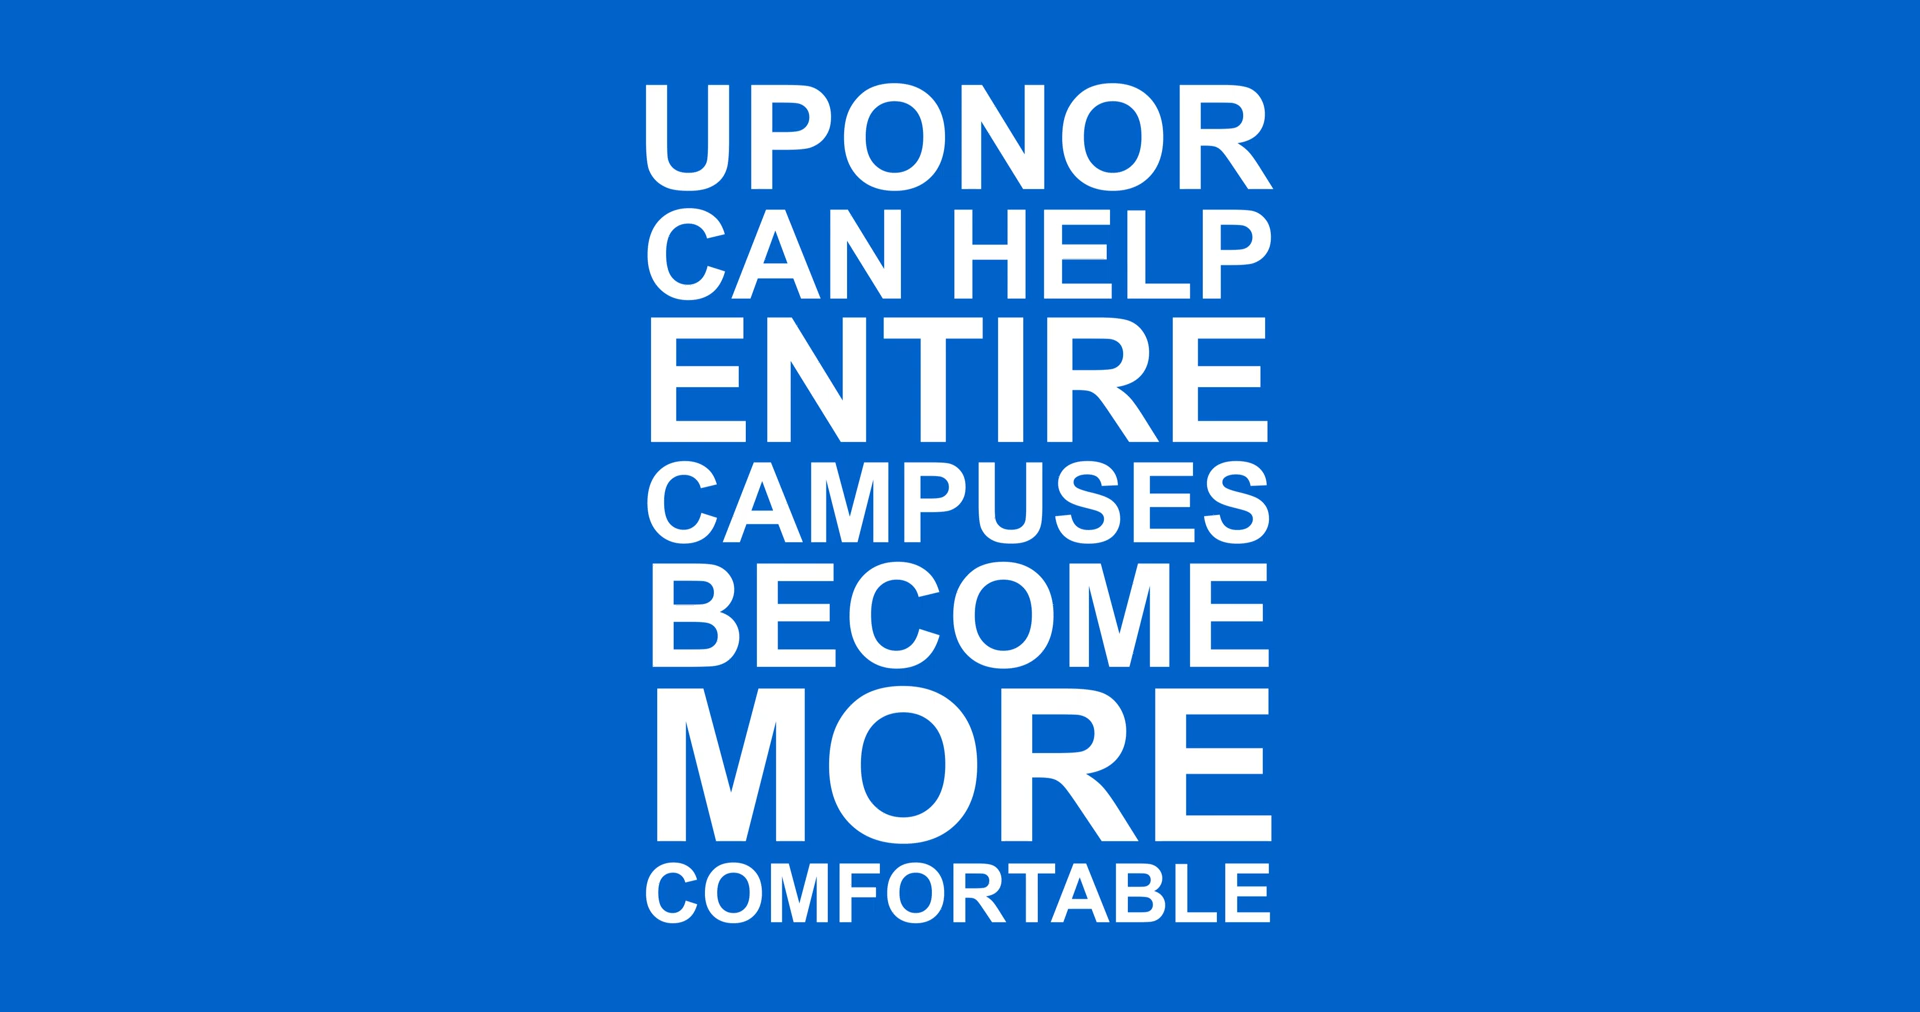 UPONOR
CAN HELP
ENTIRE
CAMPUSES
BECOME
MORE
COMFORTABLE